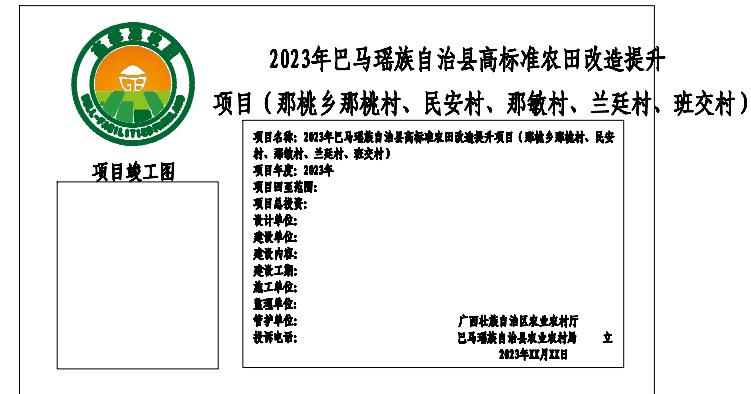 2023年巴马瑶族自治县高标准农田改造提升
项目（那桃乡那桃村、民安村、那敏村、兰廷村、班交村）
WELL-FACILITIED FARMLAND
项目竣工图
项目名称：2023年巴马瑶族自治县高标准农田改造提升项目（那桃乡那桃村、民安
村、那敏村、兰廷村、班交村）
项目年度：2023年
项目四至范围：
项目总投资：
设计单位：
建设单位：
建设内容：
建设工期：
施工单位：
监理单位：
管护单位：
投诉电话：
广西壮族自治区农业农村厅
巴马瑶族自治县农业农村局 立
2023年XX月XX日